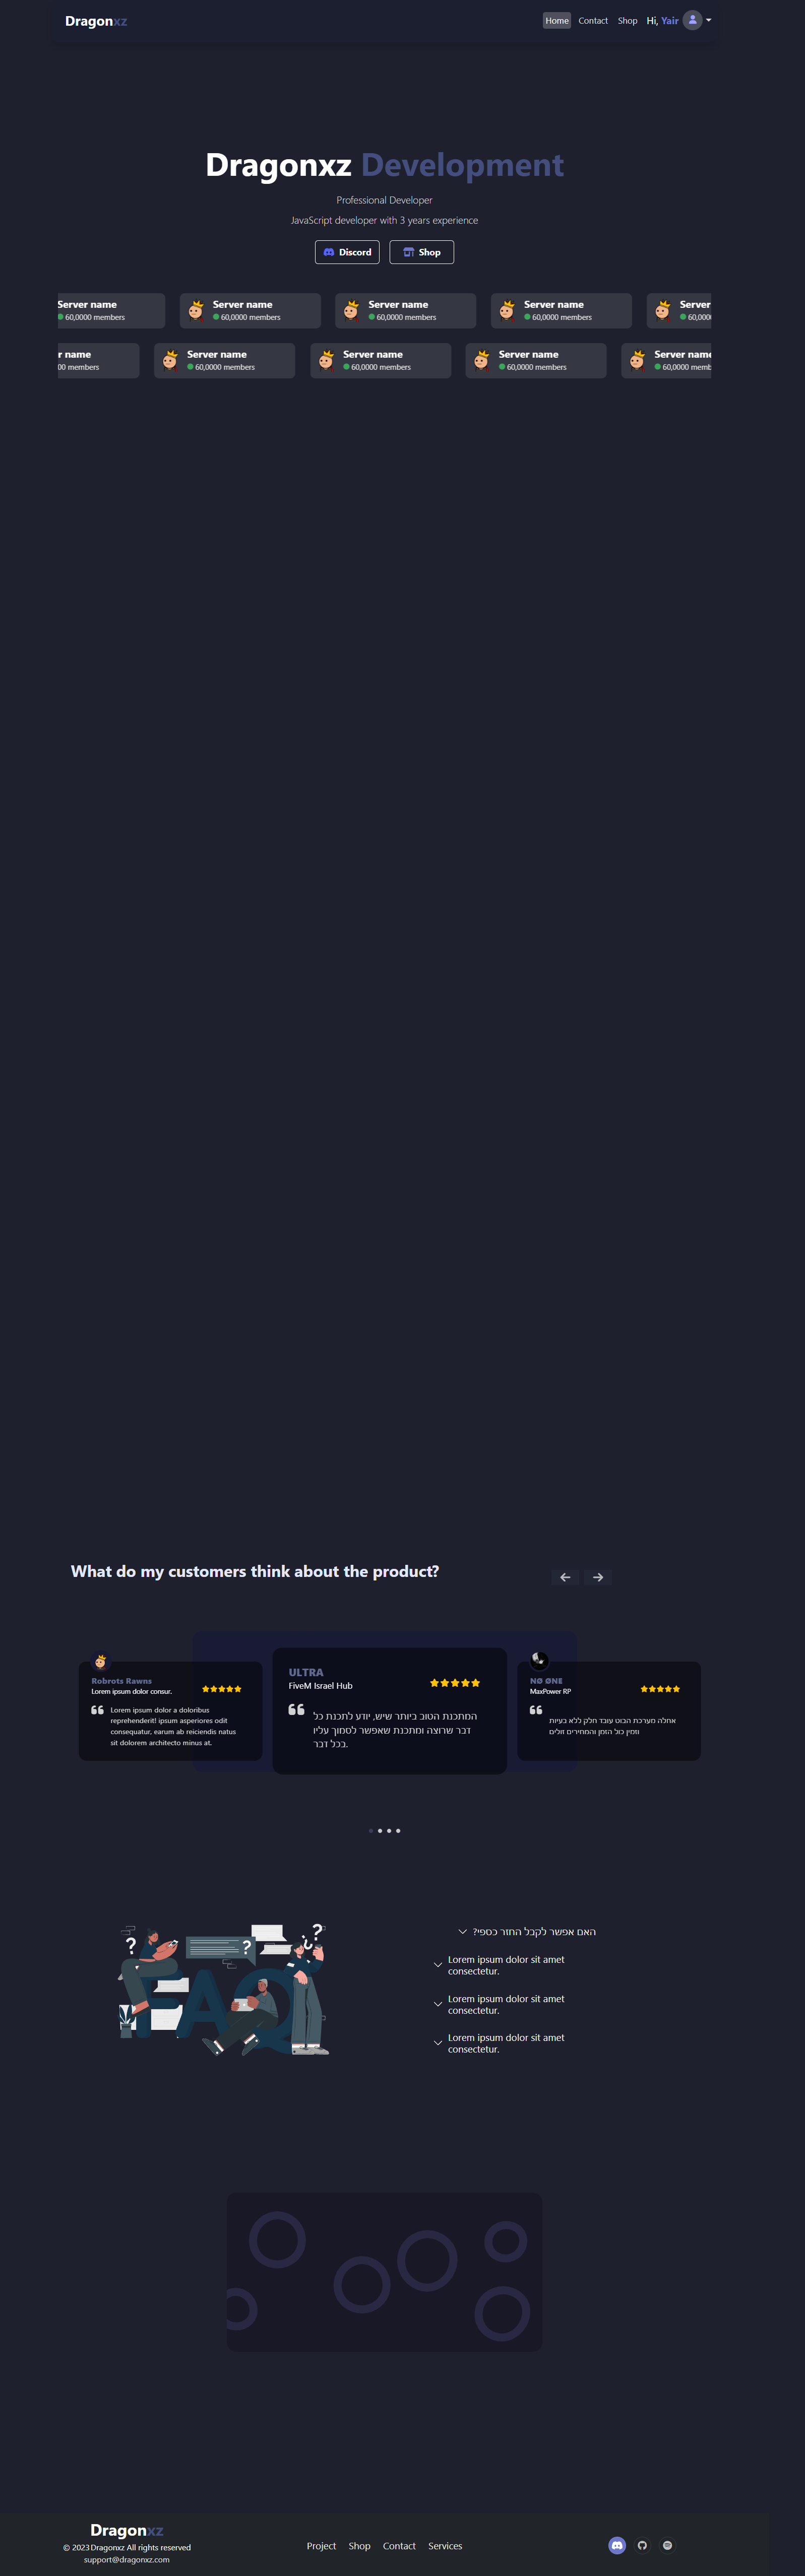 Dragonxz
Home Contact Shop Hi, Yair
Dragonxz Development
Professional Developer
JavaScript developer with 3 years experience
Discord Shop
Server name Server name Server name Server name Server
60,0000 members 60,0000 members 60,0000 members 60,0000 members 60,000
r name Server name Server name Server name Server name
00 members 60,0000 members 60,0000 members 60,0000 members 60,0000 memb
What do my customers think about the product?
Robrots Rawns
Lorem ipsum dolor consur.
Lorem ipsum dolor a doloribus
reprehenderit! ipsum asperiores odit
consequatur, earum ab reiciendis natus
sit dolorem architecto minus at.
ULTRA
FiveM Israel Hub
המתכנת הטוב ביותר שיש, יודע לתכנת כל
דבר שרוצה ומתכנת שאפשר לסמוך עליו
בכל דבר.
NØ ØNE
MaxPower RP
אחלה מערכת הבוט עובד חלק ללא בעיות
וזמין כול הזמן והמחירים זולים
? ? ? ?
FAQ
האם אפשר לקבל החזר כספי?
Lorem ipsum dolor sit amet
consectetur.
Lorem ipsum dolor sit amet
consectetur.
Lorem ipsum dolor sit amet
consectetur.
Dragonxz
© 2023 Dragonxz All rights reserved
support@dragonxz.com
Project Shop Contact Services